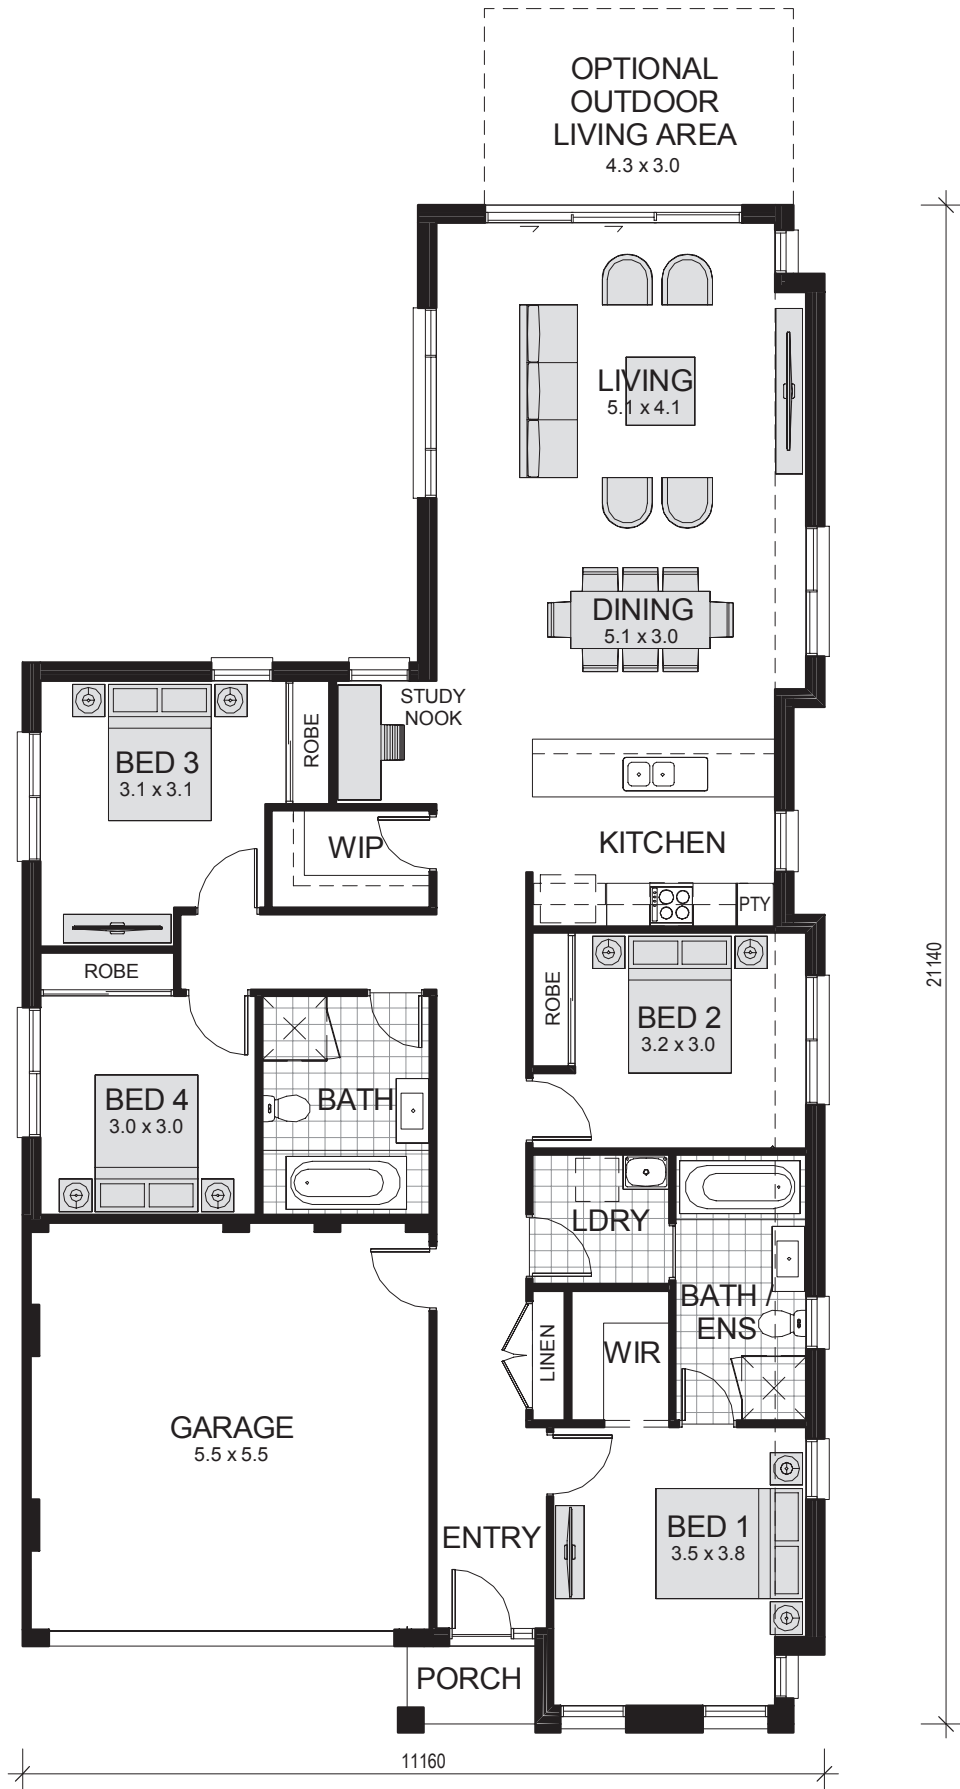 OPTIONAL
OUTDOOR
LIVING AREA
4.3 x 3.0
LIVING
5.1 x 4.1
DINING
5.1 x 3.0
STUDY
NOOK
ROBE
BED 3
3.1 x 3.1
WIP
KITCHEN
PTY
ROBE
ROBE
BED 2
3.2 x 3.0
21140
BED 4
3.0 x 3.0
BATH
LDRY
BATH /
ENS
LINEN
WIR
GARAGE
5.5 x 5.5
ENTRY
BED 1
3.5 x 3.8
PORCH
11160